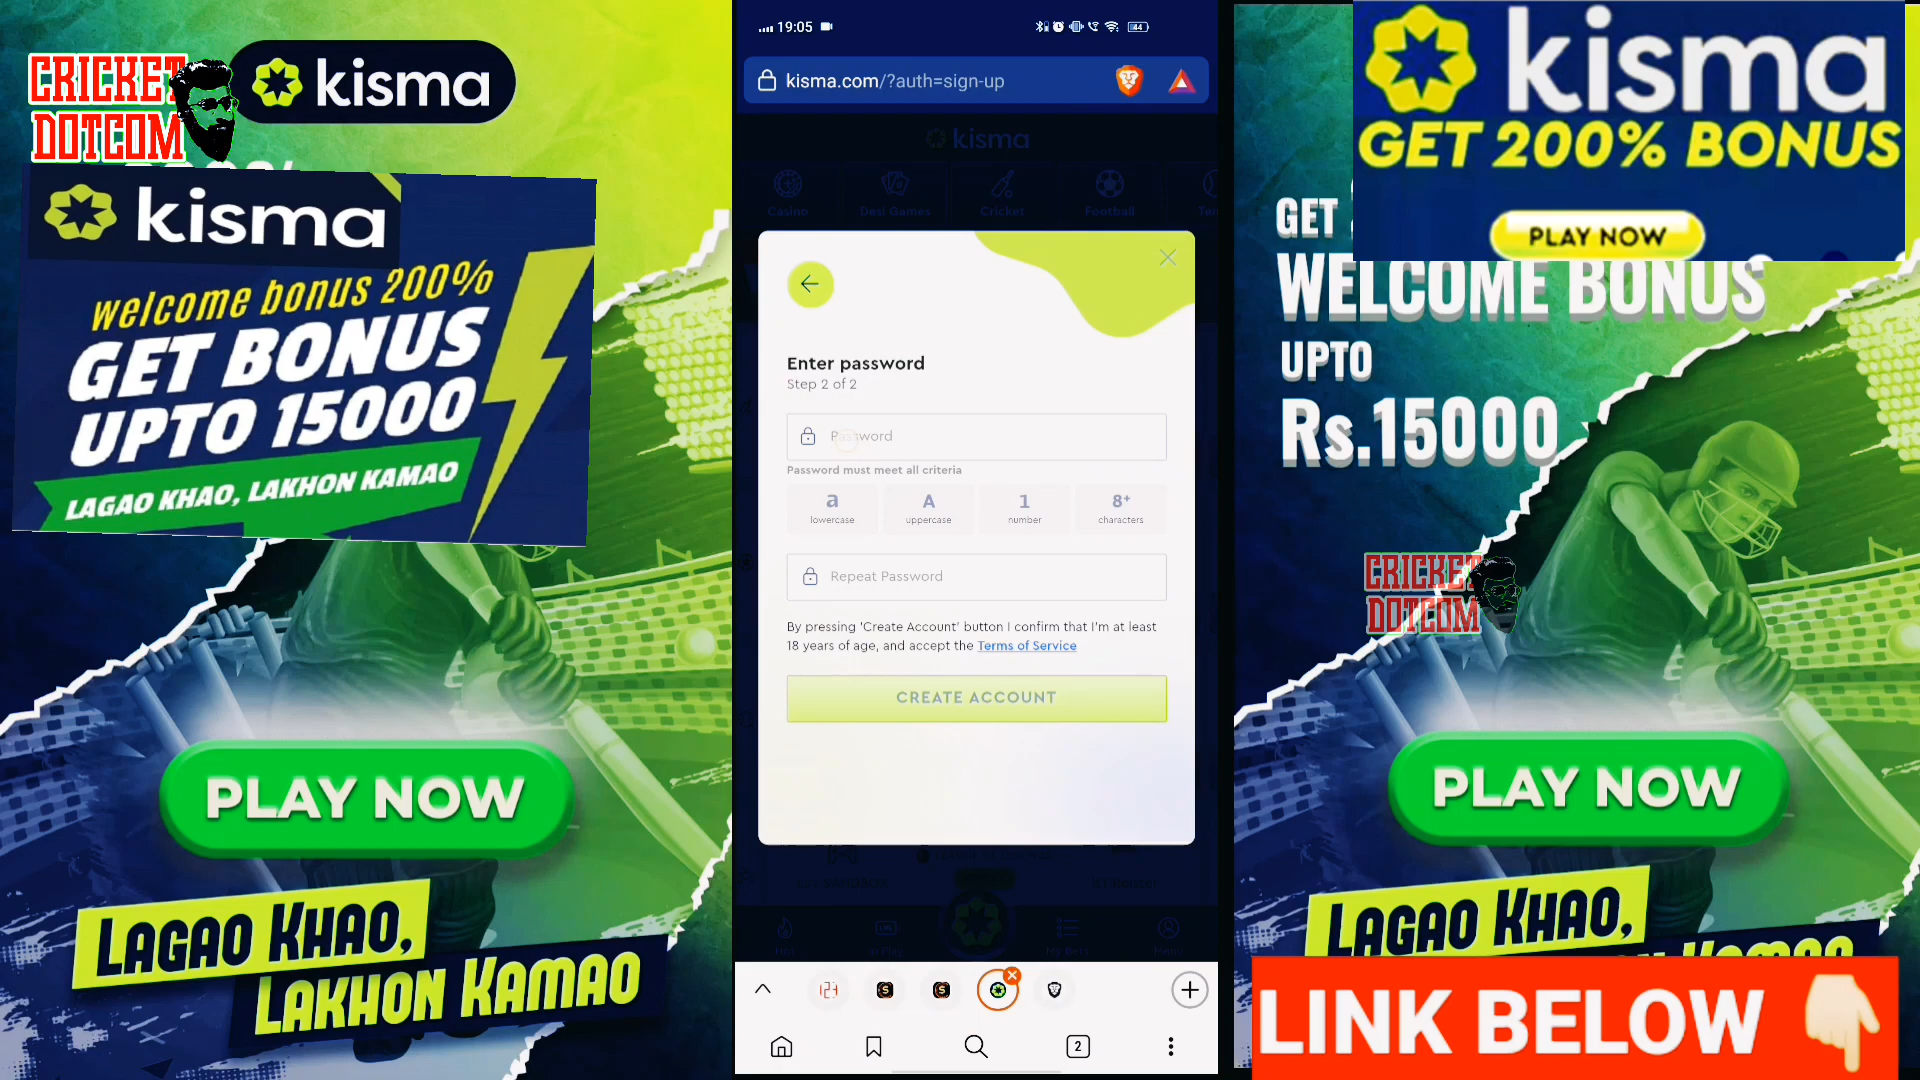 CRICKET
DOTCOM
kisma
kisma
welcome bonus 200%
GET BONUS
UPTO 15000
LAGAO KHAO, LAKHON KAMAO
PLAY NOW
LAGAO KHAO,
LAKHON KAMAO
19:05
44
kisma.com/?auth=sign-up
kisma
Casino
Desi Games
Cricket
Football
Enter password
Step 2 of 2
Password
Password must meet all criteria
a
lowercase
A
uppercase
1
number
8+
characters
Repeat Password
By pressing 'Create Account' button I confirm that I'm at least
18 years of age, and accept the Terms of Service
CREATE ACCOUNT
My Bets
2
kisma
GET 200% BONUS
PLAY NOW
GET
WELCOME BONUS
UPTO
Rs.15000
CRICKET
DOTCOM
PLAY NOW
LAGAO KHAO,
LINK BELOW